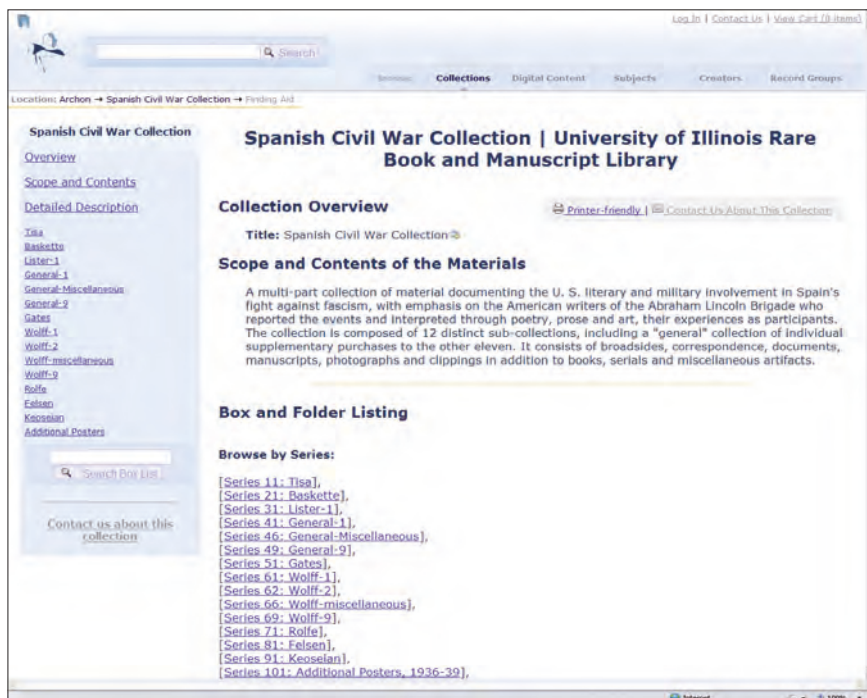 Log In | Contact Us | View Cart (0 items)
Search
Browse: Collections Digital Content Subjects Creators Record Groups
Location: Archon → Spanish Civil War Collection → Finding Aid
Spanish Civil War Collection
Overview
Scope and Contents
Detailed Description
Tisa
Baskette
Lister-1
General-1
General-Miscellaneous
General-9
Gates
Wolff-1
Wolff-2
Wolff-miscellaneous
Wolff-9
Rolfe
Felsen
Keoseian
Additional Posters
Search Box List
Contact us about this
collection
Spanish Civil War Collection | University of Illinois Rare
Book and Manuscript Library
Collection Overview
Printer-friendly | Contact Us About This Collection
Title: Spanish Civil War Collection
Scope and Contents of the Materials
A multi-part collection of material documenting the U. S. literary and military involvement in Spain's
fight against fascism, with emphasis on the American writers of the Abraham Lincoln Brigade who
reported the events and interpreted through poetry, prose and art, their experiences as participants.
The collection is composed of 12 distinct sub-collections, including a "general" collection of individual
supplementary purchases to the other eleven. It consists of broadsides, correspondence, documents,
manuscripts, photographs and clippings in addition to books, serials and miscellaneous artifacts.
Box and Folder Listing
Browse by Series:
[Series 11: Tisa],
[Series 21: Baskette],
[Series 31: Lister-1],
[Series 41: General-1],
[Series 46: General-Miscellaneous],
[Series 49: General-9],
[Series 51: Gates],
[Series 61: Wolff-1],
[Series 62: Wolff-2],
[Series 66: Wolff-miscellaneous],
[Series 69: Wolff-9],
[Series 71: Rolfe],
[Series 81: Felsen],
[Series 91: Keoseian],
[Series 101: Additional Posters, 1936-39],
Internet 100%